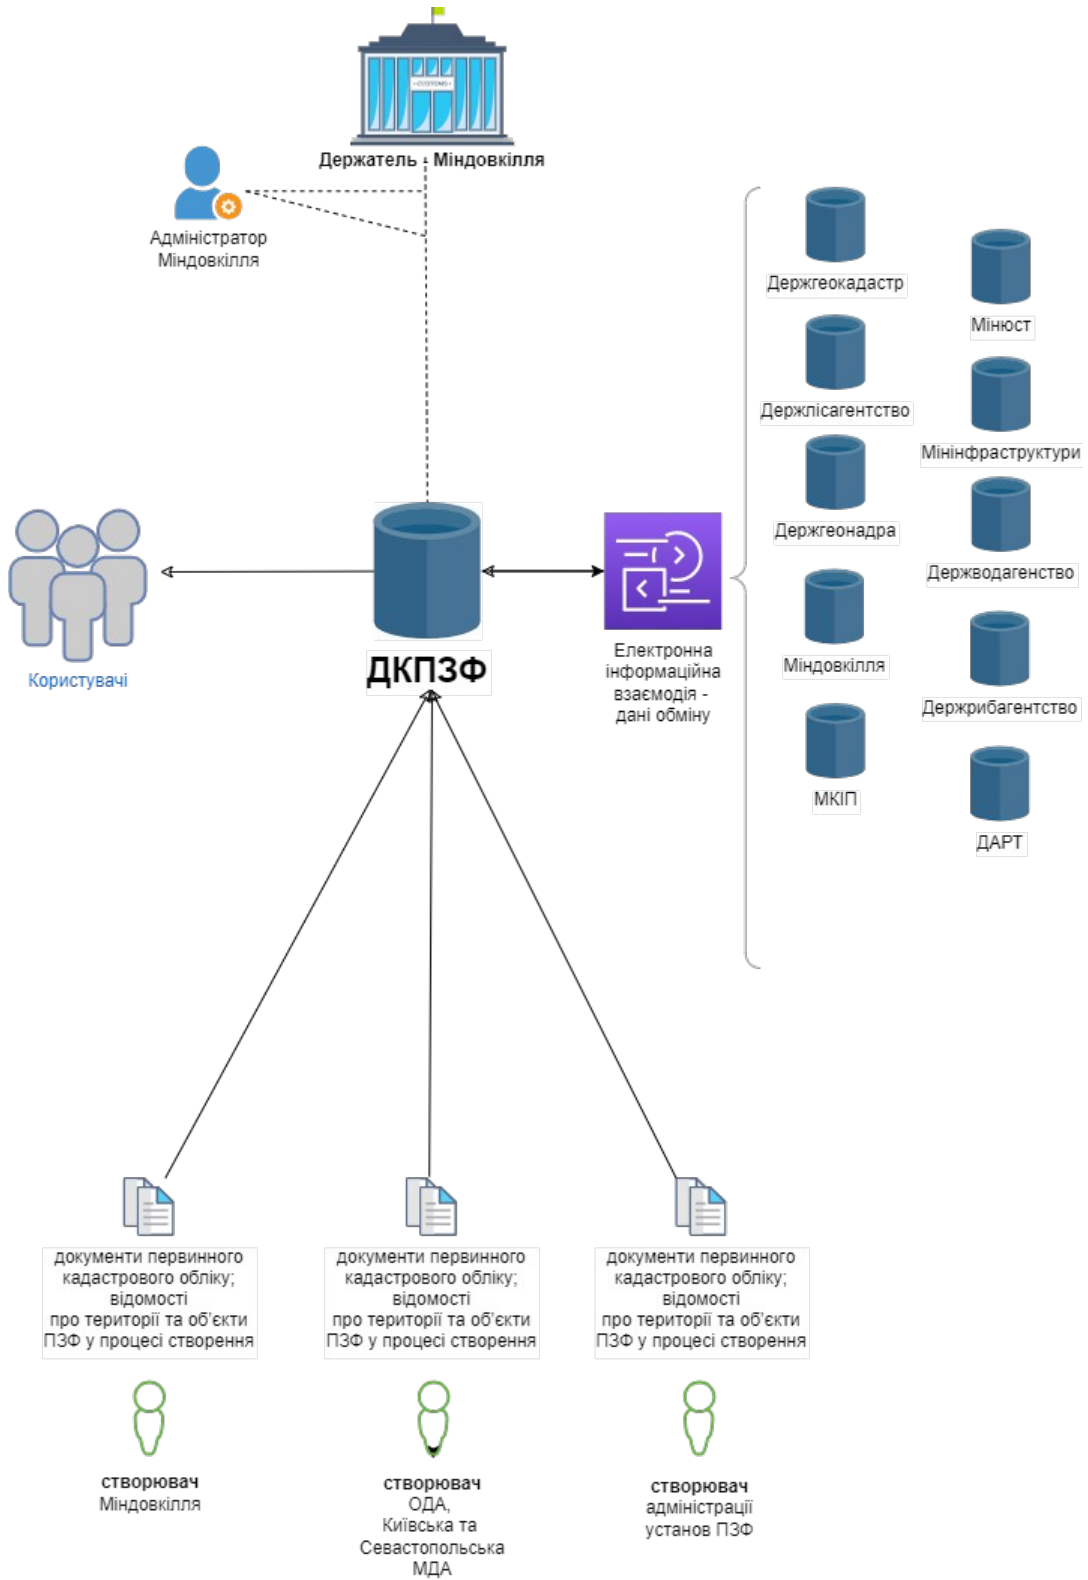 CUSTOMS
Держатель - Міндовкілля
Адміністратор
Міндовкілля
Держгеокадастр
Мінюст
Держлісагентство
Мінінфраструктури
Держгеонадра
Держводагенство
Міндовкілля
Держрибагентство
МКІП
ДАРТ
Користувачі
ДКПЗФ
Електронна
інформаційна
взаємодія -
дані обміну
документи первинного
кадастрового обліку;
відомості
про території та об'єкти
ПЗФ у процесі створення
документи первинного
кадастрового обліку;
відомості
про території та об'єкти
ПЗФ у процесі створення
документи первинного
кадастрового обліку;
відомості
про території та об'єкти
ПЗФ у процесі створення
створювач
Міндовкілля
створювач
ОДА,
Київська та
Севастопольська
МДА
створювач
адміністрації
установ ПЗФ